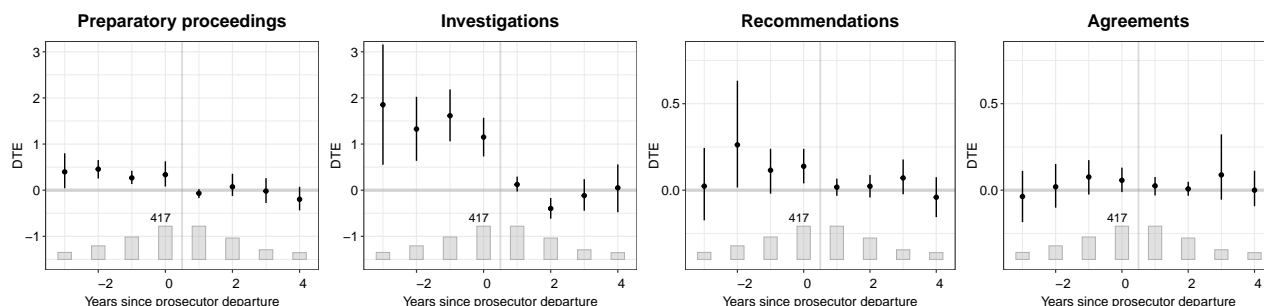 Preparatory proceedings
Investigations
Recommendations
Agreements
DTE
3
2
1
0
−1
417
−2
0
2
4
Years since prosecutor departure
DTE
3
2
1
0
−1
417
−2
0
2
4
Years since prosecutor departure
DTE
0.5
0.0
417
−2
0
2
4
Years since prosecutor departure
DTE
0.5
0.0
417
−2
0
2
4
Years since prosecutor departure